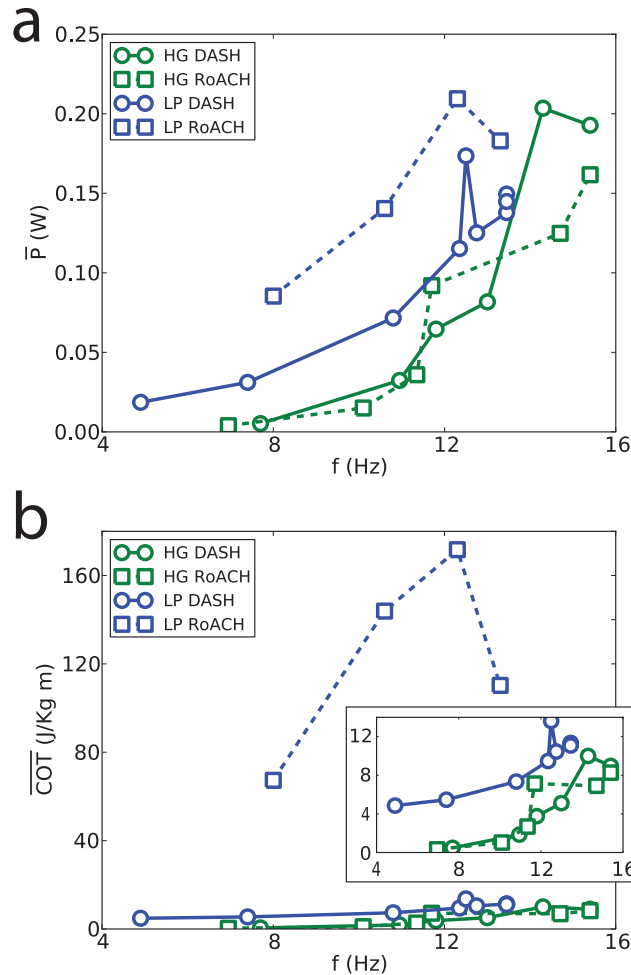 a
0.25
HG DASH
HG RoACH
LP DASH
LP RoACH
0.20
0.15
P̅ (W)
0.10
0.05
0.00
4 8 12 16
f (Hz)
b
HG DASH
HG RoACH
LP DASH
LP RoACH
160
120
C̅O̅T̅ (J/Kg m)
80
40
0
12
8
4
0
4 8 12 16
4 8 12 16
f (Hz)